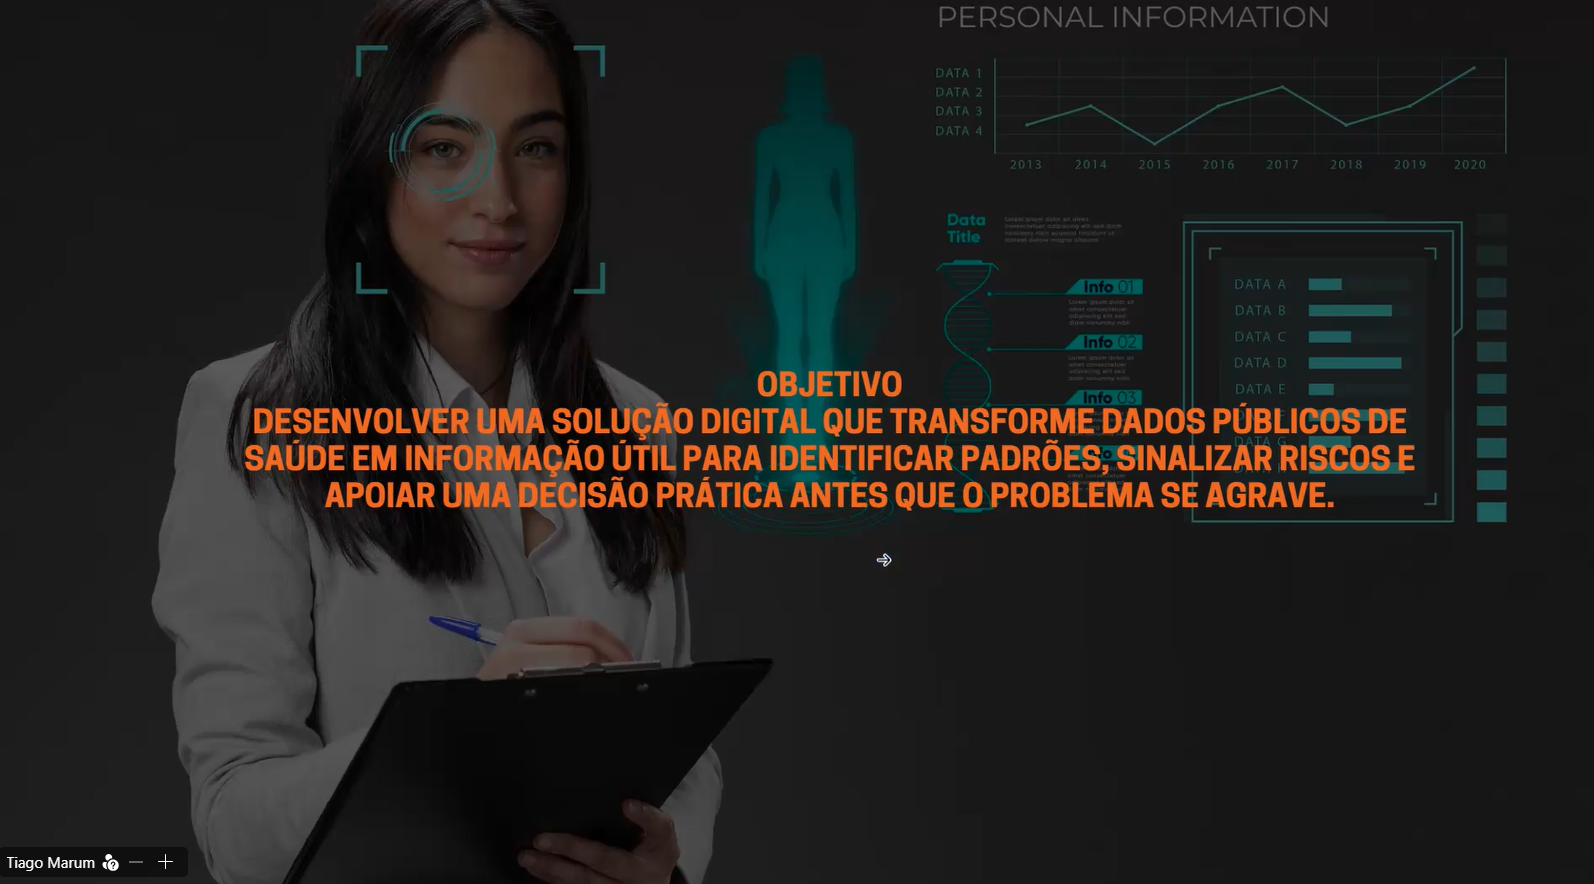 PERSONAL INFORMATION
DATA 1
DATA 2
DATA 3
DATA 4
2013 2014 2015 2016 2017 2018 2019 2020
Data
Title
DATA A
DATA B
DATA C
DATA D
DATA E
DATA G
Info 01
Info 02
Info 03
OBJETIVO
DESENVOLVER UMA SOLUÇÃO DIGITAL QUE TRANSFORME DADOS PÚBLICOS DE
SAÚDE EM INFORMAÇÃO ÚTIL PARA IDENTIFICAR PADRÕES, SINALIZAR RISCOS E
APOIAR UMA DECISÃO PRÁTICA ANTES QUE O PROBLEMA SE AGRAVE.
Tiago Marum